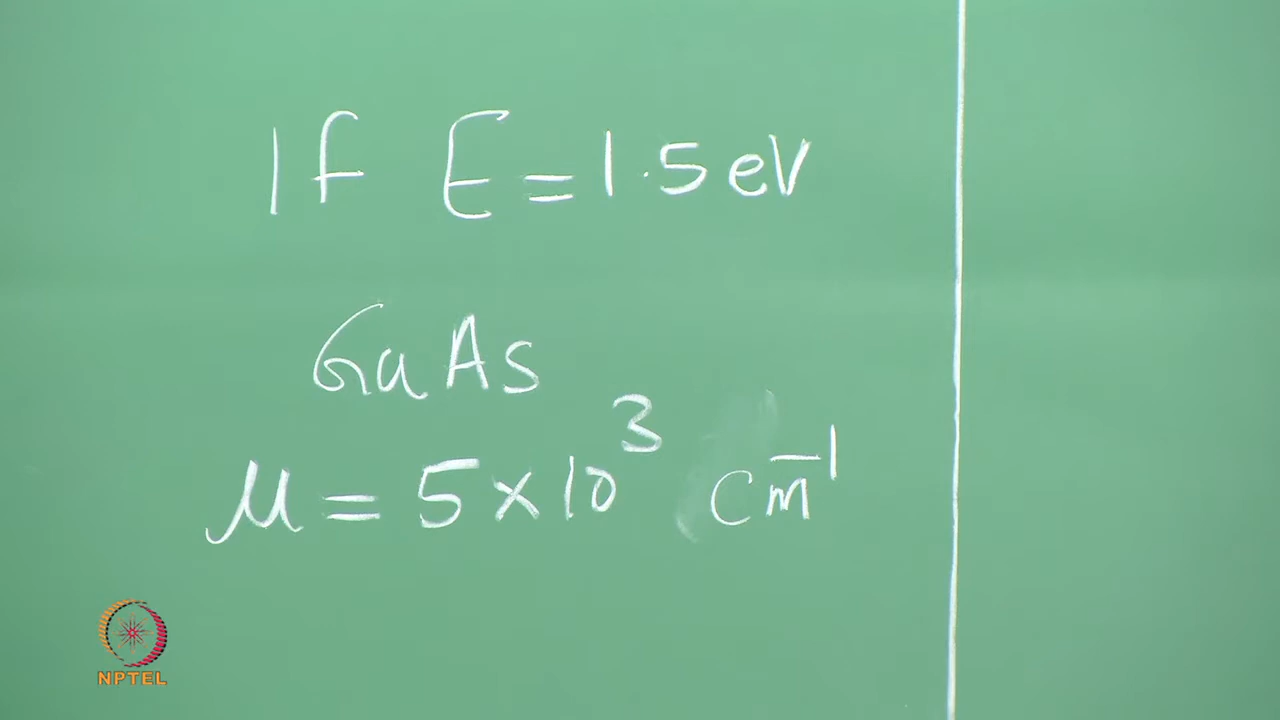 If E = 1.5 eV
GaAs
μ = 5 × 10³ cm⁻¹
NPTEL